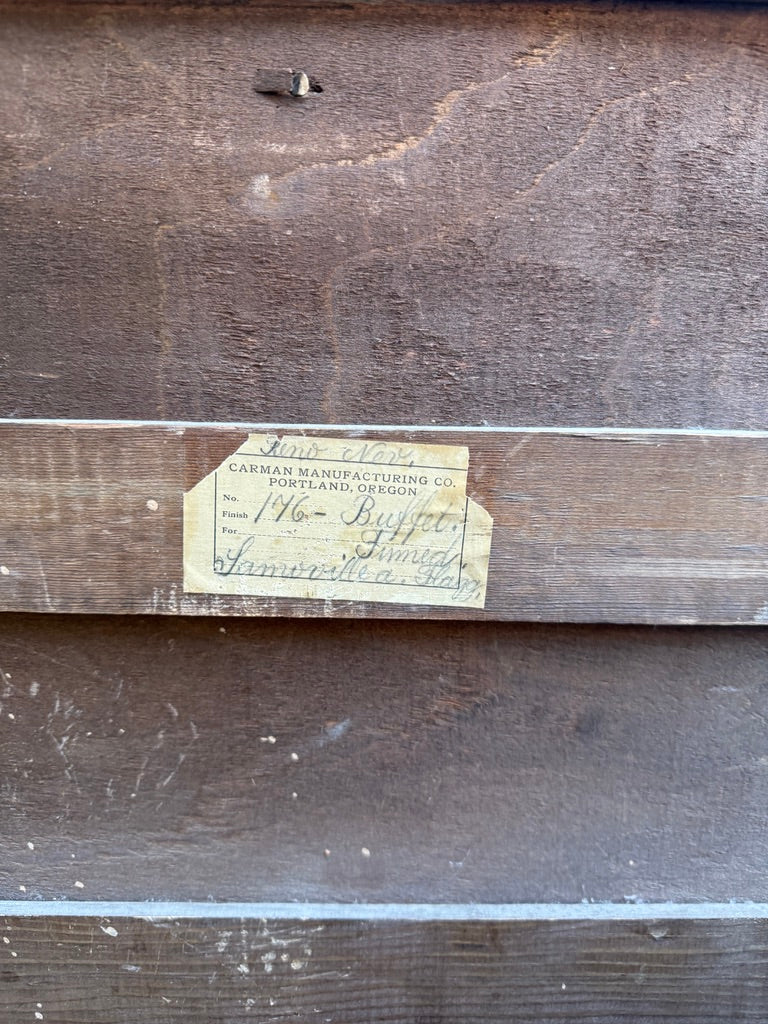 Reno Nev.
CARMAN MANUFACTURING CO.
PORTLAND, OREGON
No. 176 - Buffet.
Finish Fumed
For